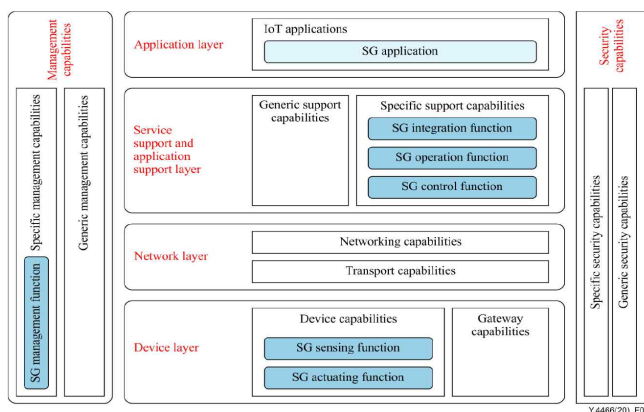 Management
capabilities
Specific management capabilities
Generic management capabilities
SG management function
Application layer
IoT applications
SG application
Service
support and
application
support layer
Generic support
capabilities
Specific support capabilities
SG integration function
SG operation function
SG control function
Network layer
Networking capabilities
Transport capabilities
Device layer
Device capabilities
SG sensing function
SG actuating function
Gateway
capabilities
Security
capabilities
Specific security capabilities
Generic security capabilities